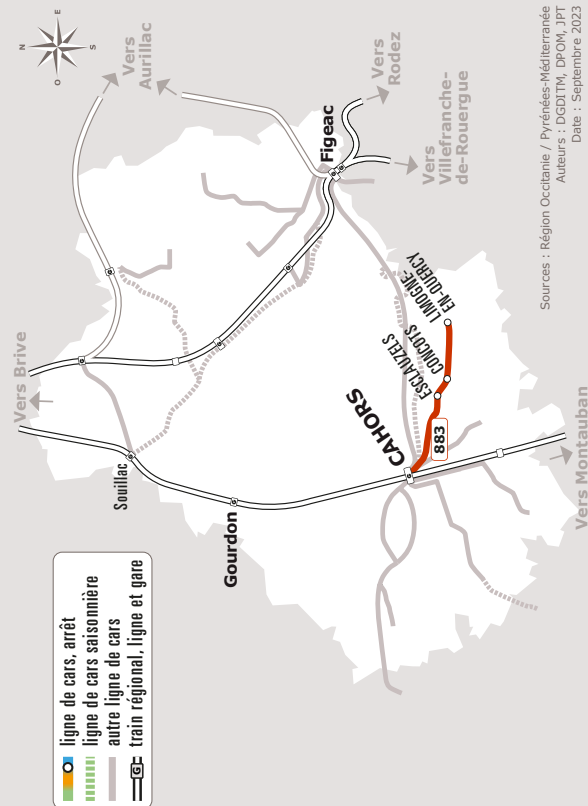 N
E
S
O
Vers Brive
Vers
Aurillac
Vers
Rodez
Vers
Villefranche-
de-Rouergue
Figeac
Souillac
Gourdon
CAHORS
ESCLAUZELS
CONCOTS
LIMOGNE-
EN-QUERCY
883
Vers Montauban
ligne de cars, arrêt
ligne de cars saisonnière
autre ligne de cars
G train régional, ligne et gare
Sources : Région Occitanie / Pyrénées-Méditerranée
Auteurs : DGDITM, DPOM, JPT
Date : Septembre 2023